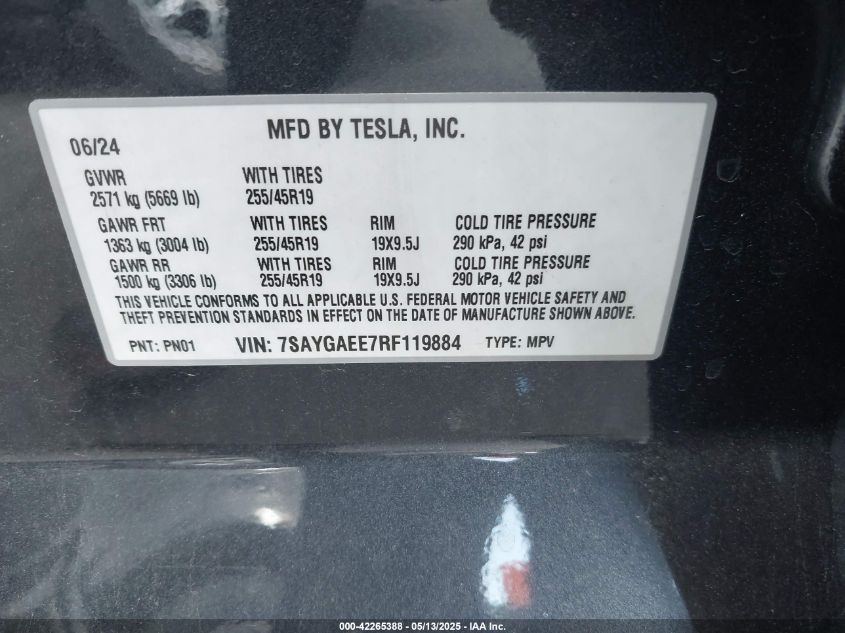 MFD BY TESLA, INC.
06/24
GVWR WITH TIRES
2571 kg (5669 lb) 255/45R19
GAWR FRT WITH TIRES RIM COLD TIRE PRESSURE
1363 kg (3004 lb) 255/45R19 19X9.5J 290 kPa, 42 psi
GAWR RR WITH TIRES RIM COLD TIRE PRESSURE
1500 kg (3306 lb) 255/45R19 19X9.5J 290 kPa, 42 psi
THIS VEHICLE CONFORMS TO ALL APPLICABLE U.S. FEDERAL MOTOR VEHICLE SAFETY AND
THEFT PREVENTION STANDARDS IN EFFECT ON THE DATE OF MANUFACTURE SHOWN ABOVE.
PNT: PN01 VIN: 7SAYGAEE7RF119884 TYPE: MPV
000-42265388 - 05/13/2025 - IAA Inc.